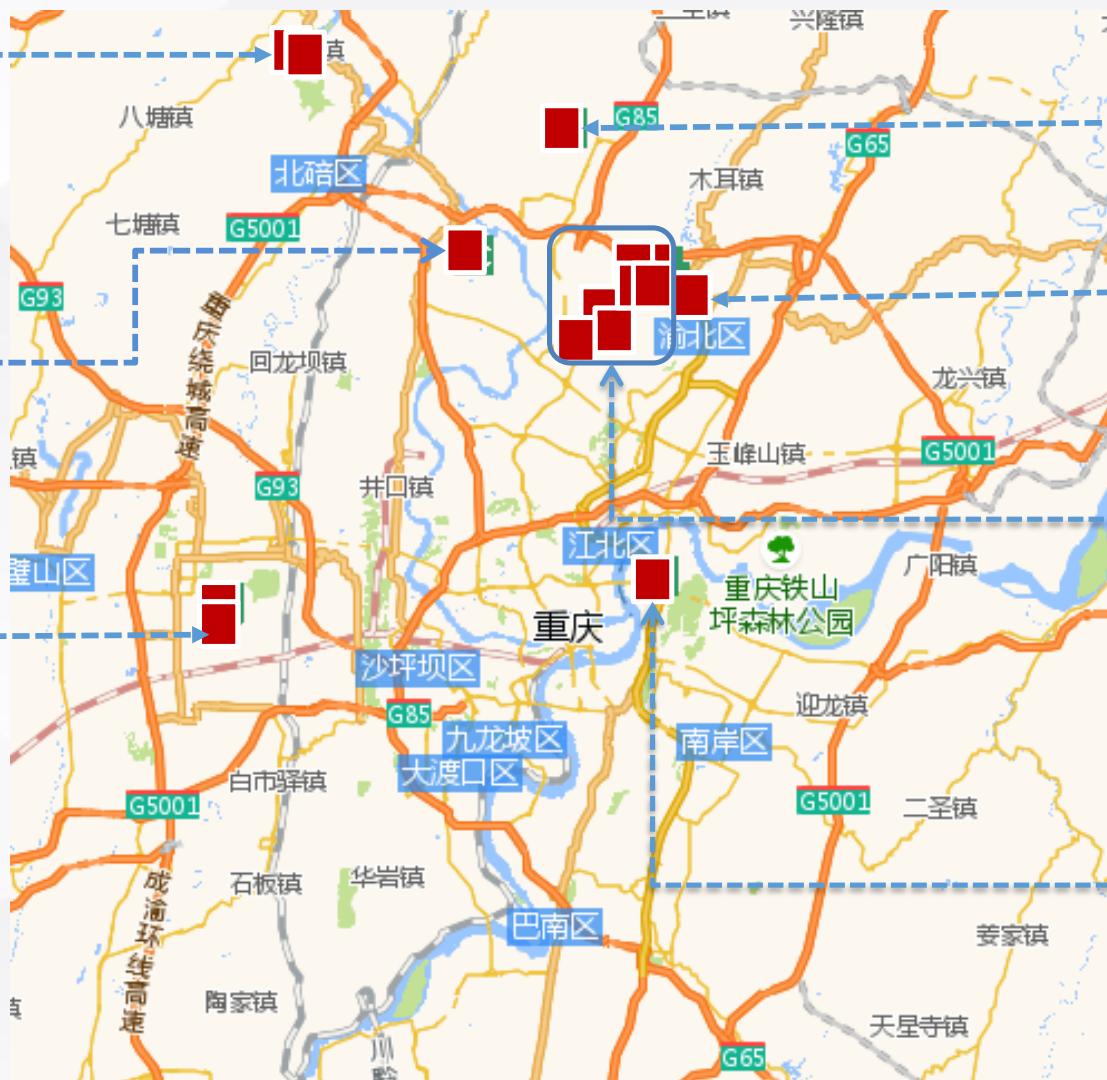 兴隆镇
镇
八塘镇
G85
G65
北碚区
木耳镇
七塘镇
G5001
G93
重庆绕城高速
渝北区
回龙坝镇
龙兴镇
镇
玉峰山镇
G5001
G93
井口镇
江北区
璧山区
广阳镇
重庆铁山
坪森林公园
重庆
沙坪坝区
迎龙镇
G85
九龙坡区
南岸区
大渡口区
白市驿镇
G5001
G5001
二圣镇
石板镇
华岩镇
成渝环线高速
巴南区
姜家镇
陶家镇
天星寺镇
G65
川黔